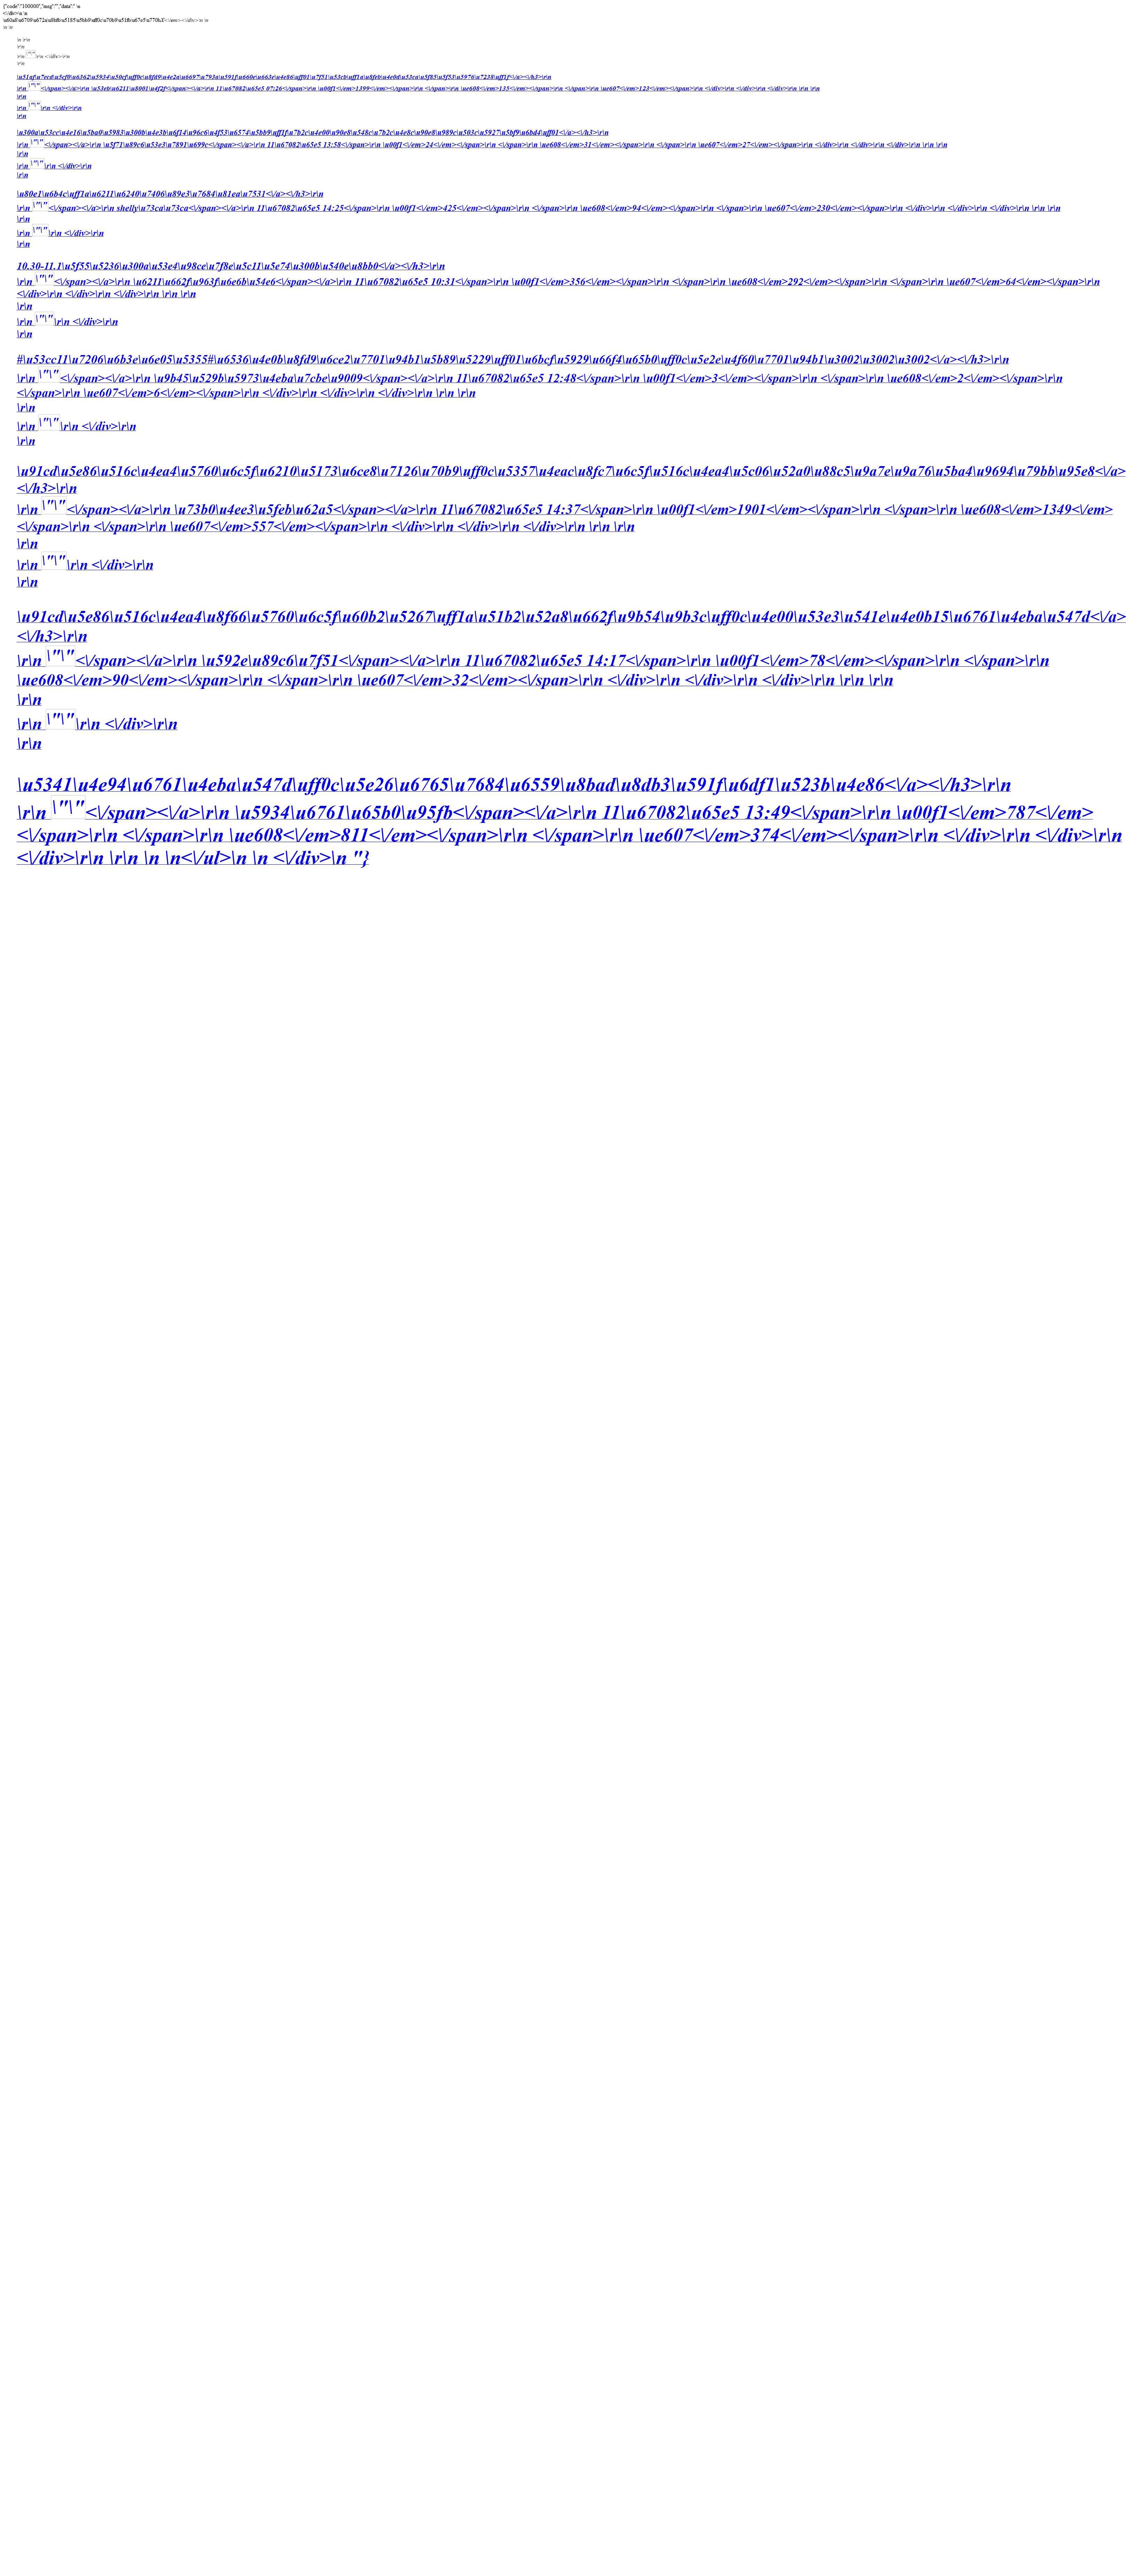 {"code":"100000","msg":"","data":" \n
<\/div>\n \n
\u60a8\u6709\u672a\u8bfb\u5185\u5bb9\uff0c\u70b9\u51fb\u67e5\u770bX<\/em><\/div>\n \n
\n \n
\n \r\n
\r\n
\r\n \"\"\r\n <\/div>\r\n
\r\n
\u51af\u7ecd\u5cf0\u6362\u5934\u50cf\uff0c\u8fd9\u4e2a\u6697\u793a\u591f\u660e\u663e\u4e86\uff01\u7f51\u53cb\uff1a\u8feb\u4e0d\u53ca\u5f85\u5f53\u5976\u7238\uff1f<\/a><\/h3>\r\n
\r\n \"\"<\/span><\/a>\r\n \u53eb\u6211\u8001\u4f2f<\/span><\/a>\r\n 11\u67082\u65e5 07:26<\/span>\r\n \u00f1<\/em>1399<\/em><\/span>\r\n <\/span>\r\n \ue608<\/em>135<\/em><\/span>\r\n <\/span>\r\n \ue607<\/em>123<\/em><\/span>\r\n <\/div>\r\n <\/div>\r\n <\/div>\r\n \r\n \r\n
\r\n
\r\n \"\"\r\n <\/div>\r\n
\r\n
\u300a\u53cc\u4e16\u5ba0\u5983\u300b\u4e3b\u6f14\u96c6\u4f53\u6574\u5bb9\uff1f\u7b2c\u4e00\u90e8\u548c\u7b2c\u4e8c\u90e8\u989c\u503c\u5927\u5bf9\u6bd4\uff01<\/a><\/h3>\r\n
\r\n \"\"<\/span><\/a>\r\n \u5f71\u89c6\u53e3\u7891\u699c<\/span><\/a>\r\n 11\u67082\u65e5 13:58<\/span>\r\n \u00f1<\/em>24<\/em><\/span>\r\n <\/span>\r\n \ue608<\/em>31<\/em><\/span>\r\n <\/span>\r\n \ue607<\/em>27<\/em><\/span>\r\n <\/div>\r\n <\/div>\r\n <\/div>\r\n \r\n \r\n
\r\n
\r\n \"\"\r\n <\/div>\r\n
\r\n
\u80e1\u6b4c\uff1a\u6211\u6240\u7406\u89e3\u7684\u81ea\u7531<\/a><\/h3>\r\n
\r\n \"\"<\/span><\/a>\r\n shelly\u73ca\u73ca<\/span><\/a>\r\n 11\u67082\u65e5 14:25<\/span>\r\n \u00f1<\/em>425<\/em><\/span>\r\n <\/span>\r\n \ue608<\/em>94<\/em><\/span>\r\n <\/span>\r\n \ue607<\/em>230<\/em><\/span>\r\n <\/div>\r\n <\/div>\r\n <\/div>\r\n \r\n \r\n
\r\n
\r\n \"\"\r\n <\/div>\r\n
\r\n
10.30-11.1\u5f55\u5236\u300a\u53e4\u98ce\u7f8e\u5c11\u5e74\u300b\u540e\u8bb0<\/a><\/h3>\r\n
\r\n \"\"<\/span><\/a>\r\n \u6211\u662f\u963f\u6e6b\u54e6<\/span><\/a>\r\n 11\u67082\u65e5 10:31<\/span>\r\n \u00f1<\/em>356<\/em><\/span>\r\n <\/span>\r\n \ue608<\/em>292<\/em><\/span>\r\n <\/span>\r\n \ue607<\/em>64<\/em><\/span>\r\n
<\/div>\r\n <\/div>\r\n <\/div>\r\n \r\n \r\n
\r\n
\r\n \"\"\r\n <\/div>\r\n
\r\n
#\u53cc11\u7206\u6b3e\u6e05\u5355#\u6536\u4e0b\u8fd9\u6ce2\u7701\u94b1\u5b89\u5229\uff01\u6bcf\u5929\u66f4\u65b0\uff0c\u5e2e\u4f60\u7701\u94b1\u3002\u3002\u3002<\/a><\/h3>\r\n
\r\n \"\"<\/span><\/a>\r\n \u9b45\u529b\u5973\u4eba\u7cbe\u9009<\/span><\/a>\r\n 11\u67082\u65e5 12:48<\/span>\r\n \u00f1<\/em>3<\/em><\/span>\r\n <\/span>\r\n \ue608<\/em>2<\/em><\/span>\r\n
<\/span>\r\n \ue607<\/em>6<\/em><\/span>\r\n <\/div>\r\n <\/div>\r\n <\/div>\r\n \r\n \r\n
\r\n
\r\n \"\"\r\n <\/div>\r\n
\r\n
\u91cd\u5e86\u516c\u4ea4\u5760\u6c5f\u6210\u5173\u6ce8\u7126\u70b9\uff0c\u5357\u4eac\u8fc7\u6c5f\u516c\u4ea4\u5c06\u52a0\u88c5\u9a7e\u9a76\u5ba4\u9694\u79bb\u95e8<\/a>
<\/h3>\r\n
\r\n \"\"<\/span><\/a>\r\n \u73b0\u4ee3\u5feb\u62a5<\/span><\/a>\r\n 11\u67082\u65e5 14:37<\/span>\r\n \u00f1<\/em>1901<\/em><\/span>\r\n <\/span>\r\n \ue608<\/em>1349<\/em>
<\/span>\r\n <\/span>\r\n \ue607<\/em>557<\/em><\/span>\r\n <\/div>\r\n <\/div>\r\n <\/div>\r\n \r\n \r\n
\r\n
\r\n \"\"\r\n <\/div>\r\n
\r\n
\u91cd\u5e86\u516c\u4ea4\u8f66\u5760\u6c5f\u60b2\u5267\uff1a\u51b2\u52a8\u662f\u9b54\u9b3c\uff0c\u4e00\u53e3\u541e\u4e0b15\u6761\u4eba\u547d<\/a>
<\/h3>\r\n
\r\n \"\"<\/span><\/a>\r\n \u592e\u89c6\u7f51<\/span><\/a>\r\n 11\u67082\u65e5 14:17<\/span>\r\n \u00f1<\/em>78<\/em><\/span>\r\n <\/span>\r\n
\ue608<\/em>90<\/em><\/span>\r\n <\/span>\r\n \ue607<\/em>32<\/em><\/span>\r\n <\/div>\r\n <\/div>\r\n <\/div>\r\n \r\n \r\n
\r\n
\r\n \"\"\r\n <\/div>\r\n
\r\n
\u5341\u4e94\u6761\u4eba\u547d\uff0c\u5e26\u6765\u7684\u6559\u8bad\u8db3\u591f\u6df1\u523b\u4e86<\/a><\/h3>\r\n
\r\n \"\"<\/span><\/a>\r\n \u5934\u6761\u65b0\u95fb<\/span><\/a>\r\n 11\u67082\u65e5 13:49<\/span>\r\n \u00f1<\/em>787<\/em>
<\/span>\r\n <\/span>\r\n \ue608<\/em>811<\/em><\/span>\r\n <\/span>\r\n \ue607<\/em>374<\/em><\/span>\r\n <\/div>\r\n <\/div>\r\n
<\/div>\r\n \r\n \n \n<\/ul>\n \n <\/div>\n "}